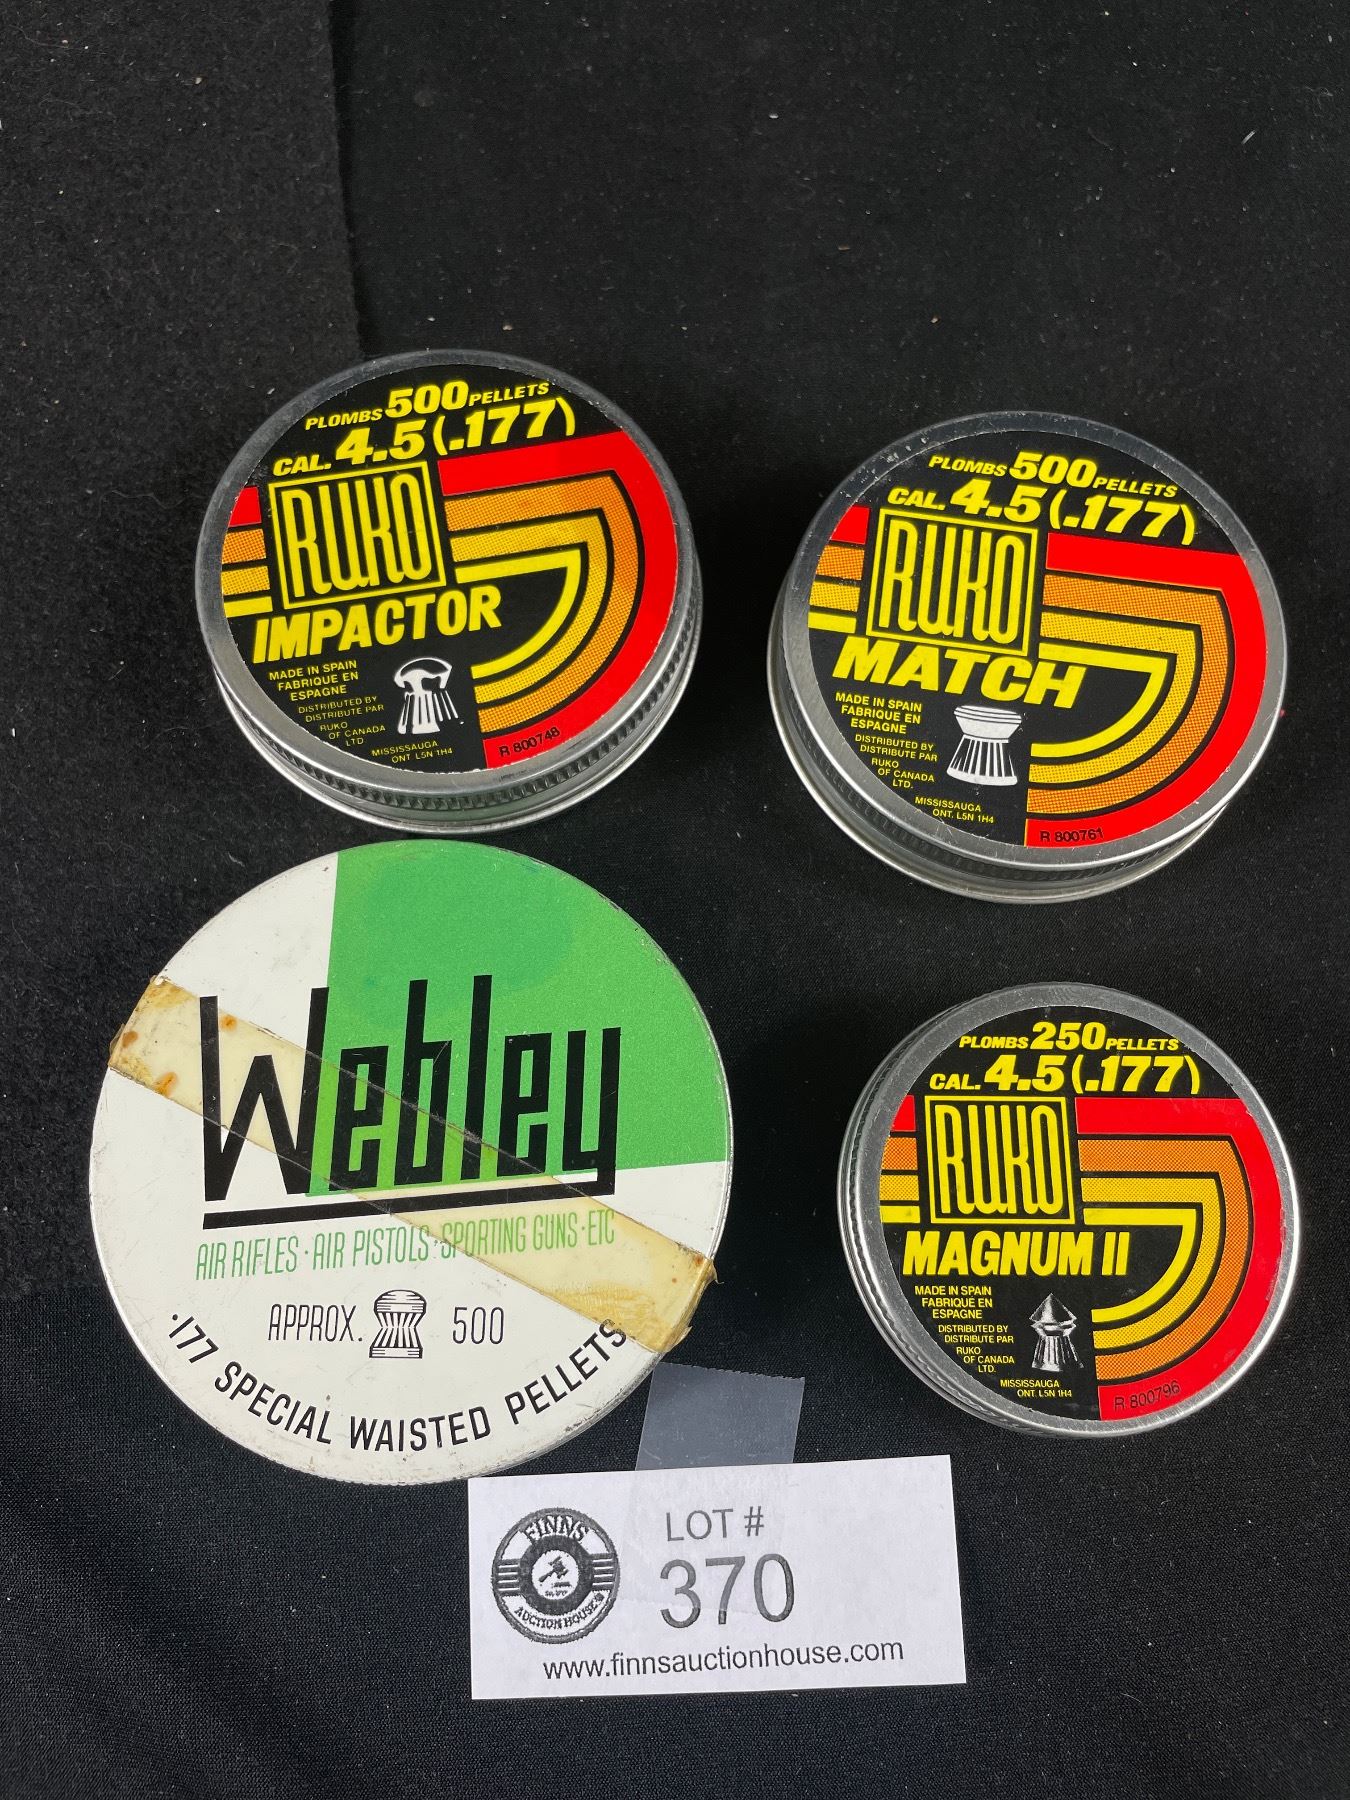 PLOMBS 500 PELLETS
CAL. 4.5 (.177)
RUKO
IMPACTOR
MADE IN SPAIN
FABRIQUE EN
ESPAGNE
DISTRIBUTED BY
DISTRIBUTE PAR
RUKO
OF CANADA
LTD
MISSISSAUGA
ONT L5N 1H4
R 800748
PLOMBS 500 PELLETS
CAL. 4.5 (.177)
RUKO
MATCH
MADE IN SPAIN
FABRIQUE EN
ESPAGNE
DISTRIBUTED BY
DISTRIBUTE PAR
RUKO
OF CANADA
LTD.
MISSISSAUGA
ONT. L5N 1H4
R 800761
Webley
AIR RIFLES · AIR PISTOLS · SPORTING GUNS · ETC
APPROX. 500
.177 SPECIAL WAISTED PELLETS
PLOMBS 250 PELLETS
CAL. 4.5 (.177)
RUKO
MAGNUM II
MADE IN SPAIN
FABRIQUE EN
ESPAGNE
DISTRIBUTED BY
DISTRIBUTE PAR
RUKO
OF CANADA
LTD.
MISSISSAUGA
ONT. L5N 1H4
R 800796
FINNS
AUCTION HOUSE
LOT #
370
www.finnsauctionhouse.com